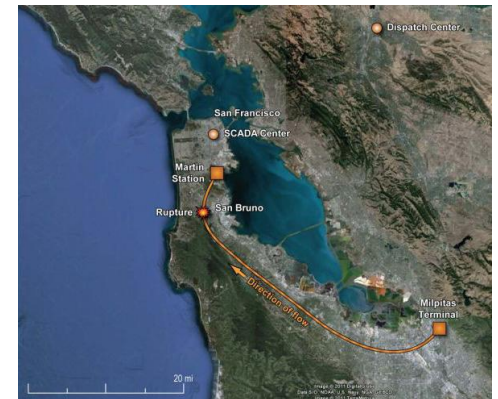 Dispatch Center
San Francisco
SCADA Center
Martin
Station
San Bruno
Rupture
Direction of flow
Milpitas
Terminal
20 mi